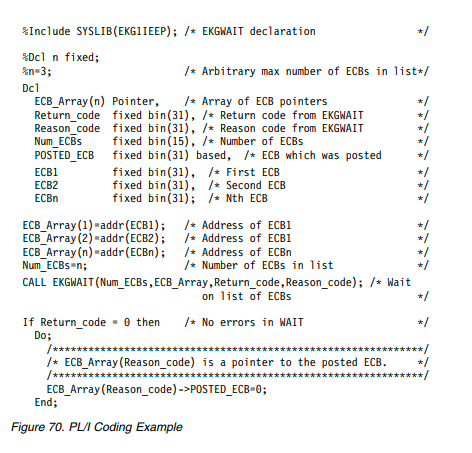 %Include SYSLIB(EKG1IEEP); /* EKGWAIT declaration */
%Dcl n fixed;
%n=3; /* Arbitrary max number of ECBs in list*/
Dcl
ECB_Array(n) Pointer, /* Array of ECB pointers */
Return_code fixed bin(31), /* Return code from EKGWAIT */
Reason_code fixed bin(31), /* Reason code from EKGWAIT */
Num_ECBs fixed bin(15), /* Number of ECBs */
POSTED_ECB fixed bin(31) based, /* ECB which was posted */
ECB1 fixed bin(31), /* First ECB */
ECB2 fixed bin(31), /* Second ECB */
ECBn fixed bin(31); /* Nth ECB */
ECB_Array(1)=addr(ECB1); /* Address of ECB1 */
ECB_Array(2)=addr(ECB2); /* Address of ECB1 */
ECB_Array(n)=addr(ECBn); /* Address of ECBn */
Num_ECBs=n; /* Number of ECBs in list */
CALL EKGWAIT(Num_ECBs,ECB_Array,Return_code,Reason_code); /* Wait
on list of ECBs */
If Return_code = 0 then /* No errors in WAIT */
Do;
/****************************************************/
/* ECB_Array(Reason_code) is a pointer to the posted ECB. */
/****************************************************/
ECB_Array(Reason_code)->POSTED_ECB=0;
End;
Figure 70. PL/I Coding Example